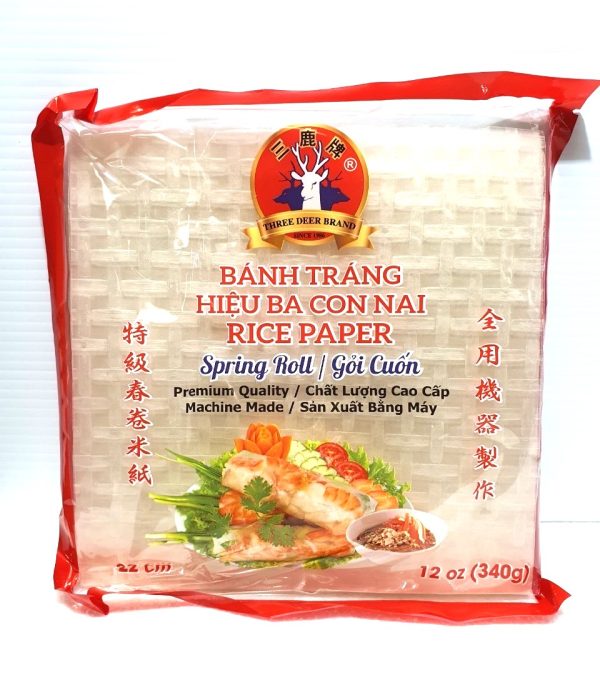 三鹿牌
®
THREE DEER BRAND
SINCE 1986
BÁNH TRÁNG
HIỆU BA CON NAI
RICE PAPER
Spring Roll / Gỏi Cuốn
Premium Quality / Chất Lượng Cao Cấp
Machine Made / Sản Xuất Bằng Máy
特級春卷米紙
全用機器製作
22 cm
12 oz (340g)